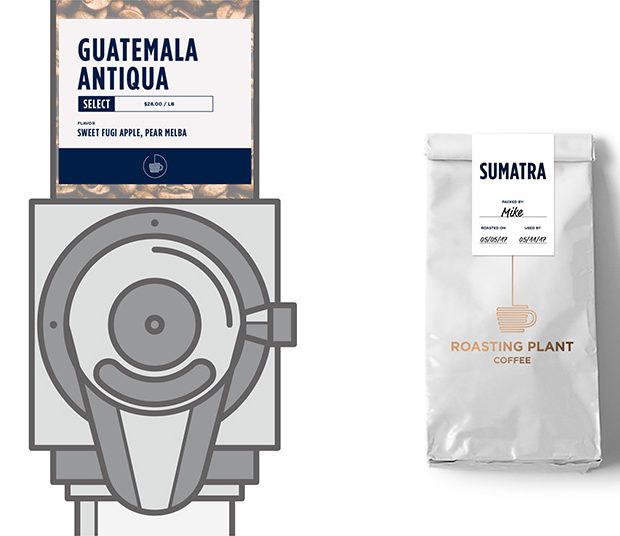 GUATEMALA
ANTIQUA
SELECT $28.00 / LB
FLAVOR
SWEET FUGI APPLE, PEAR MELBA
SUMATRA
PACKED BY:
Mike
ROASTED ON USED BY
05/05/17 05/44/17
ROASTING PLANT
COFFEE